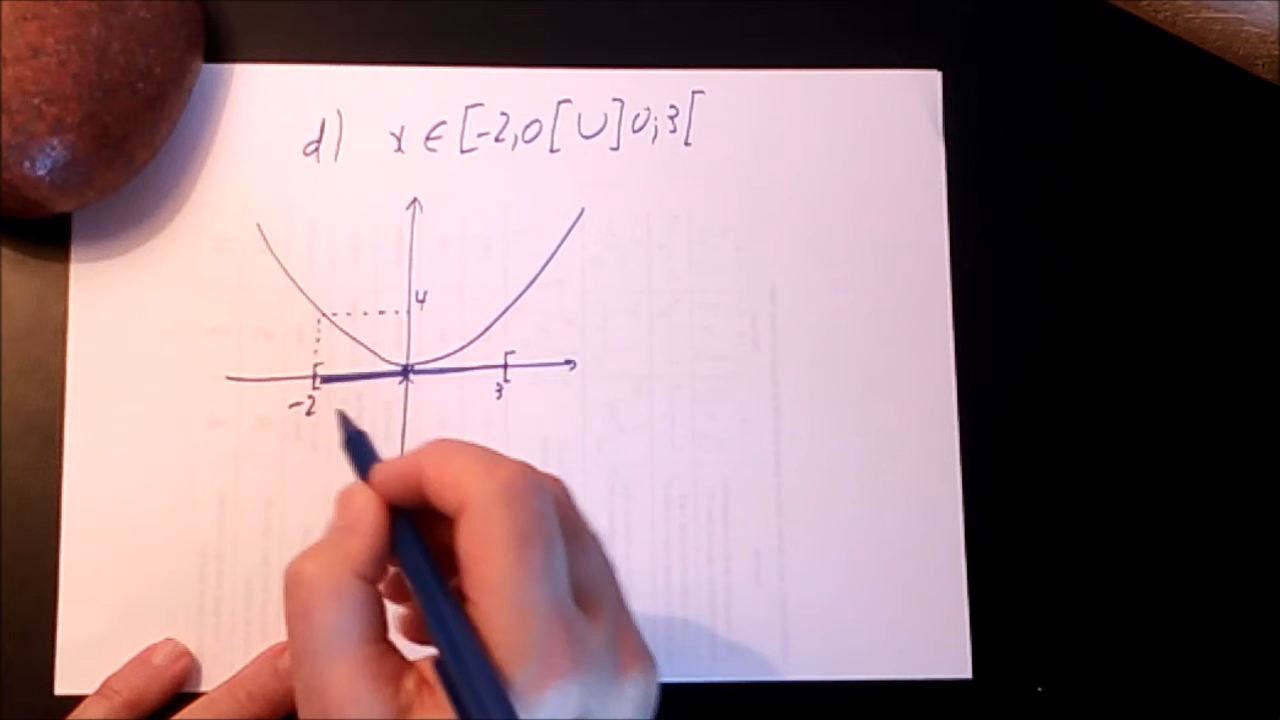 d) x ∈ [-2,0[ ∪ ]0;3[
4
-2
3